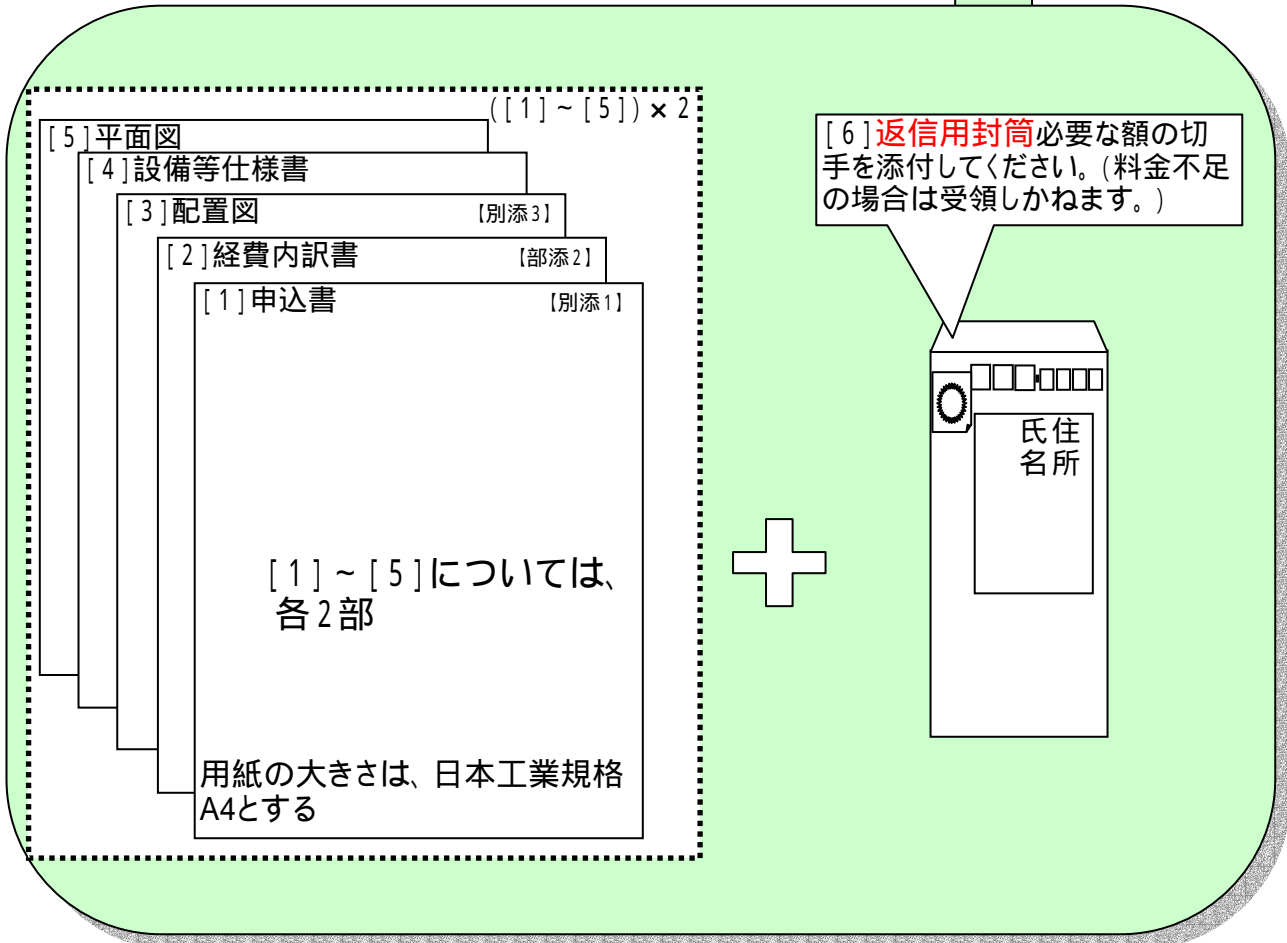 ([1]~[5])×2
[5]平面図
[4]設備等仕様書
[3]配置図 【別添3】
[2]経費内訳書 【部添2】
[1]申込書 【別添1】
[1]~[5]については、
各2部
用紙の大きさは、日本工業規格
A4とする
[6]返信用封筒必要な額の切
手を添付してください。(料金不足
の場合は受領しかねます。)
住所
氏名